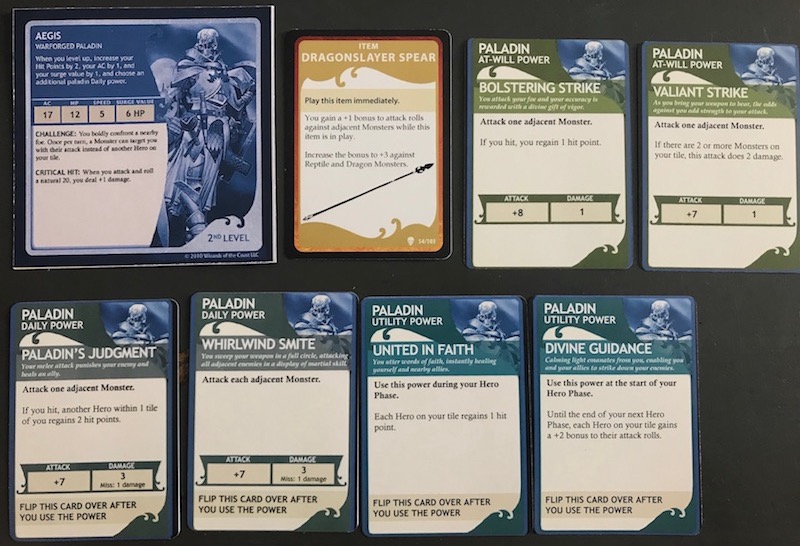 AEGIS
WARFORGED PALADIN
When you level up, increase your
Hit Points by 2, your AC by 1, and
your surge value by 1, and choose an
additional paladin Daily power.
AC HP SPEED SURGE VALUE
17 12 5 6 HP
CHALLENGE: You boldly confront a nearby
foe. Once per turn, a Monster can target you
with their attack instead of another Hero on
your tile.
CRITICAL HIT: When you attack and roll
a natural 20, you deal +1 damage.
2ND LEVEL
© 2010 Wizards of the Coast LLC
ITEM
DRAGONSLAYER SPEAR
Play this item immediately.
You gain a +1 bonus to attack rolls
against adjacent Monsters while this
item is in play.
Increase the bonus to +3 against
Reptile and Dragon Monsters.
PALADIN
AT-WILL POWER
BOLSTERING STRIKE
You attack your foe and your accuracy is
rewarded with a divine gift of vigor.
Attack one adjacent Monster.
If you hit, you regain 1 hit point.
ATTACK DAMAGE
+8 1
PALADIN
AT-WILL POWER
VALIANT STRIKE
As you bring your weapon to bear, the odds
against you add strength to your attack.
Attack one adjacent Monster.
If there are 2 or more Monsters on
your tile, this attack does 2 damage.
ATTACK DAMAGE
+7 1
PALADIN
DAILY POWER
PALADIN'S JUDGMENT
Your melee attack punishes your enemy and
heals an ally.
Attack one adjacent Monster.
If you hit, another Hero within 1 tile
of you regains 2 hit points.
ATTACK DAMAGE
+7 3
Miss: 1 damage
FLIP THIS CARD OVER AFTER
YOU USE THE POWER
PALADIN
DAILY POWER
WHIRLWIND SMITE
You sweep your weapon in a full circle, attacking
all adjacent enemies in a display of martial skill.
Attack each adjacent Monster.
ATTACK DAMAGE
+7 3
Miss: 1 damage
FLIP THIS CARD OVER AFTER
YOU USE THE POWER
PALADIN
UTILITY POWER
UNITED IN FAITH
You utter words of faith, instantly healing
yourself and nearby allies.
Use this power during your Hero
Phase.
Each Hero on your tile regains 1 hit
point.
FLIP THIS CARD OVER AFTER
YOU USE THE POWER
PALADIN
UTILITY POWER
DIVINE GUIDANCE
Calming light emanates from you, enabling you
and your allies to strike down your enemies.
Use this power at the start of your
Hero Phase.
Until the end of your next Hero
Phase, each Hero on your tile gains
a +2 bonus to their attack rolls.
FLIP THIS CARD OVER AFTER
YOU USE THE POWER